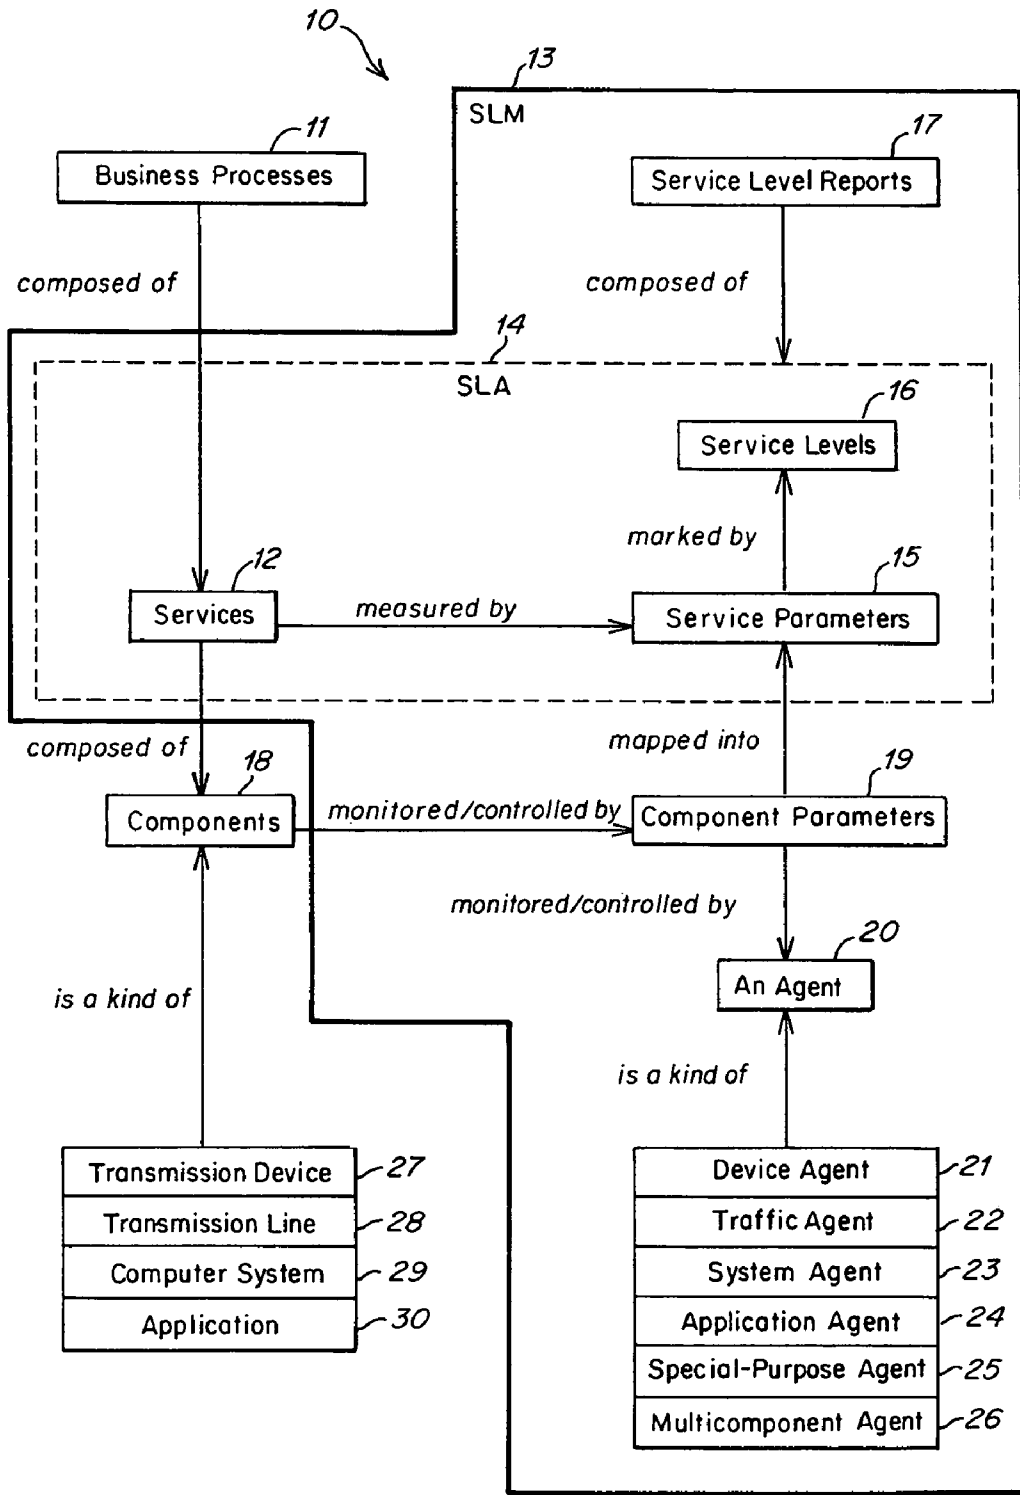 10
13
SLM
11
Business Processes
17
Service Level Reports
composed of
composed of
14
SLA
16
Service Levels
marked by
12
Services
measured by
15
Service Parameters
composed of
mapped into
18
Components
monitored/controlled by
19
Component Parameters
monitored/controlled by
20
An Agent
is a kind of
is a kind of
Transmission Device 27
Transmission Line 28
Computer System 29
Application 30
Device Agent 21
Traffic Agent 22
System Agent 23
Application Agent 24
Special-Purpose Agent 25
Multicomponent Agent 26